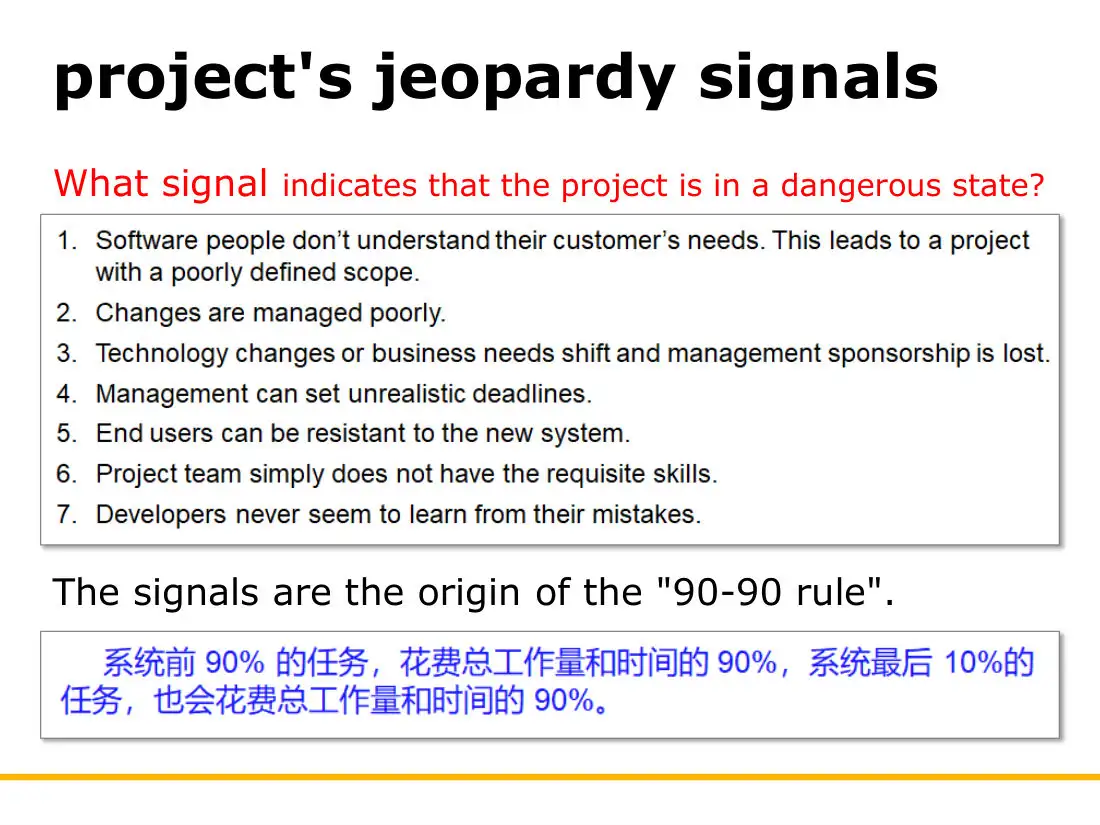 project's jeopardy signals
What signal indicates that the project is in a dangerous state?
1. Software people don’t understand their customer’s needs. This leads to a project
with a poorly defined scope.
2. Changes are managed poorly.
3. Technology changes or business needs shift and management sponsorship is lost.
4. Management can set unrealistic deadlines.
5. End users can be resistant to the new system.
6. Project team simply does not have the requisite skills.
7. Developers never seem to learn from their mistakes.
The signals are the origin of the "90-90 rule".
系统前 90% 的任务，花费总工作量和时间的 90%，系统最后 10%的
任务，也会花费总工作量和时间的 90%。